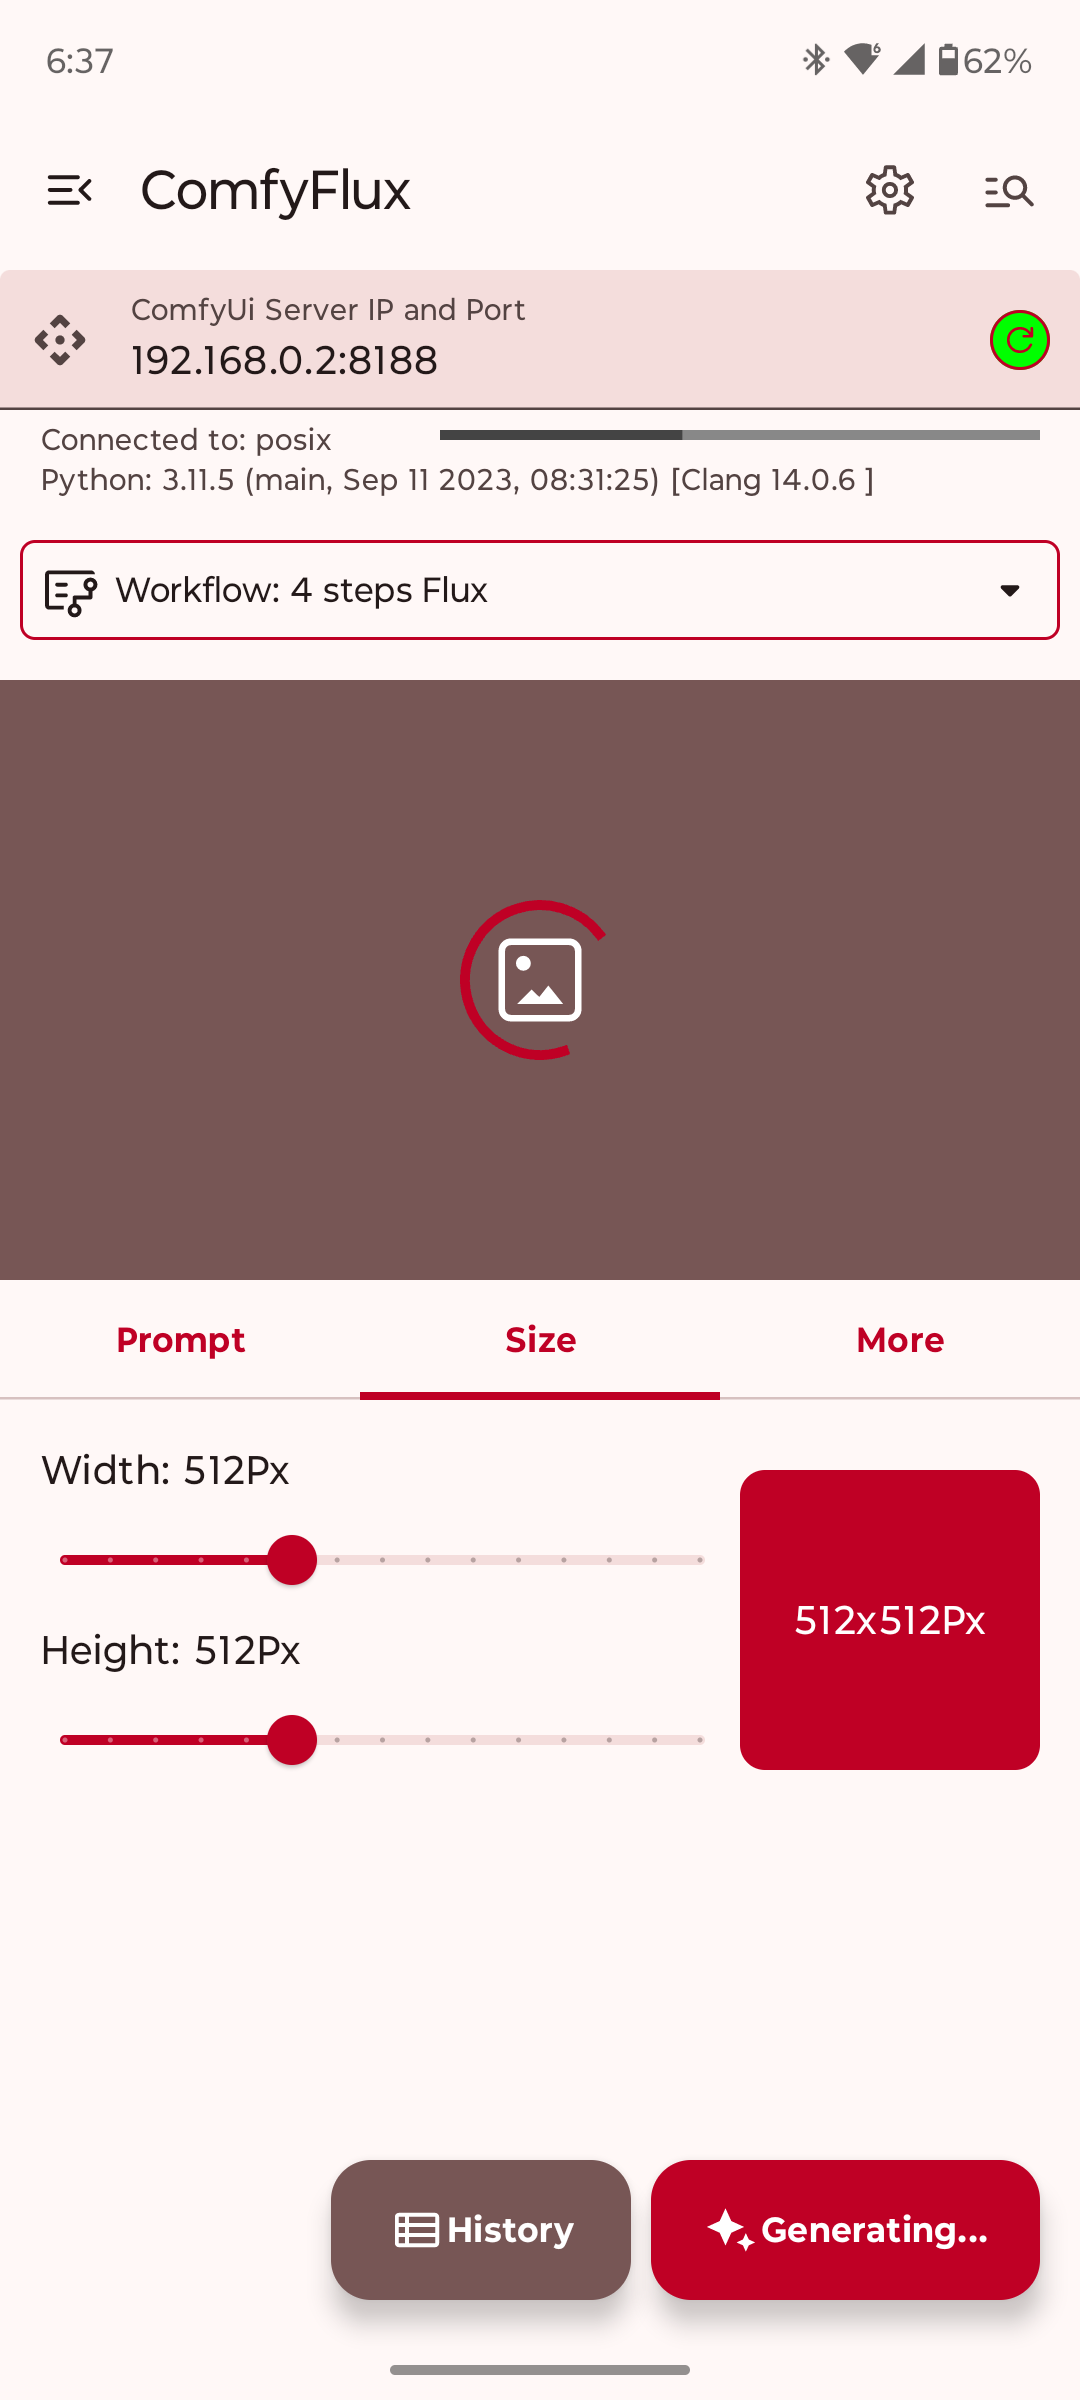 6:37
6
62%
ComfyFlux
ComfyUi Server IP and Port
192.168.0.2:8188
Connected to: posix
Python: 3.11.5 (main, Sep 11 2023, 08:31:25) [Clang 14.0.6 ]
Workflow: 4 steps Flux
Prompt
Size
More
Width: 512Px
512x512Px
Height: 512Px
History
Generating...